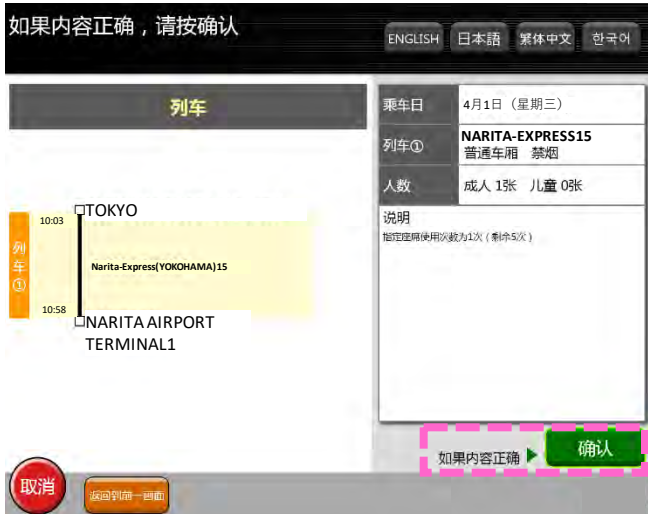 如果内容正确，请按确认
ENGLISH 日本語 繁体中文 한국어
列车
列车①
10:03
TOKYO
Narita-Express(YOKOHAMA)15
10:58
NARITA AIRPORT
TERMINAL1
乘车日 4月1日（星期三）
列车① NARITA-EXPRESS15
普通车厢 禁烟
人数 成人 1张 儿童 0张
说明
指定座席使用次数为1次（剩余5次）
如果内容正确
确认
取消
返回到前一画面